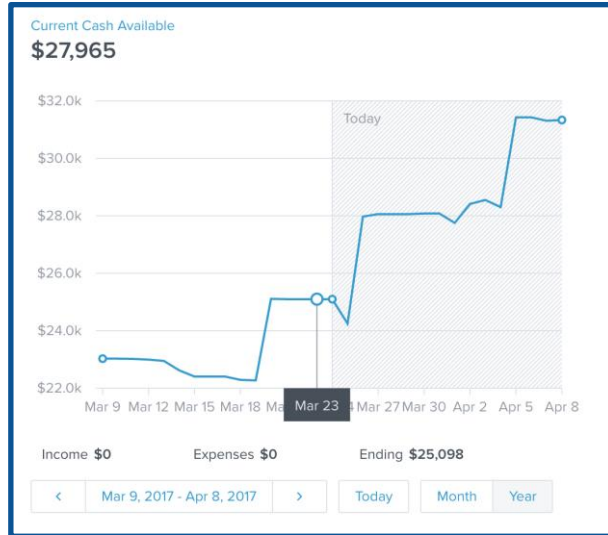 Current Cash Available
$27,965
$32.0k
Today
$30.0k
$28.0k
$26.0k
$24.0k
$22.0k
Mar 9 Mar 12 Mar 15 Mar 18 Mar 23 Mar 27 Mar 30 Apr 2 Apr 5 Apr 8
Income $0 Expenses $0 Ending $25,098
< Mar 9, 2017 - Apr 8, 2017 > Today Month Year